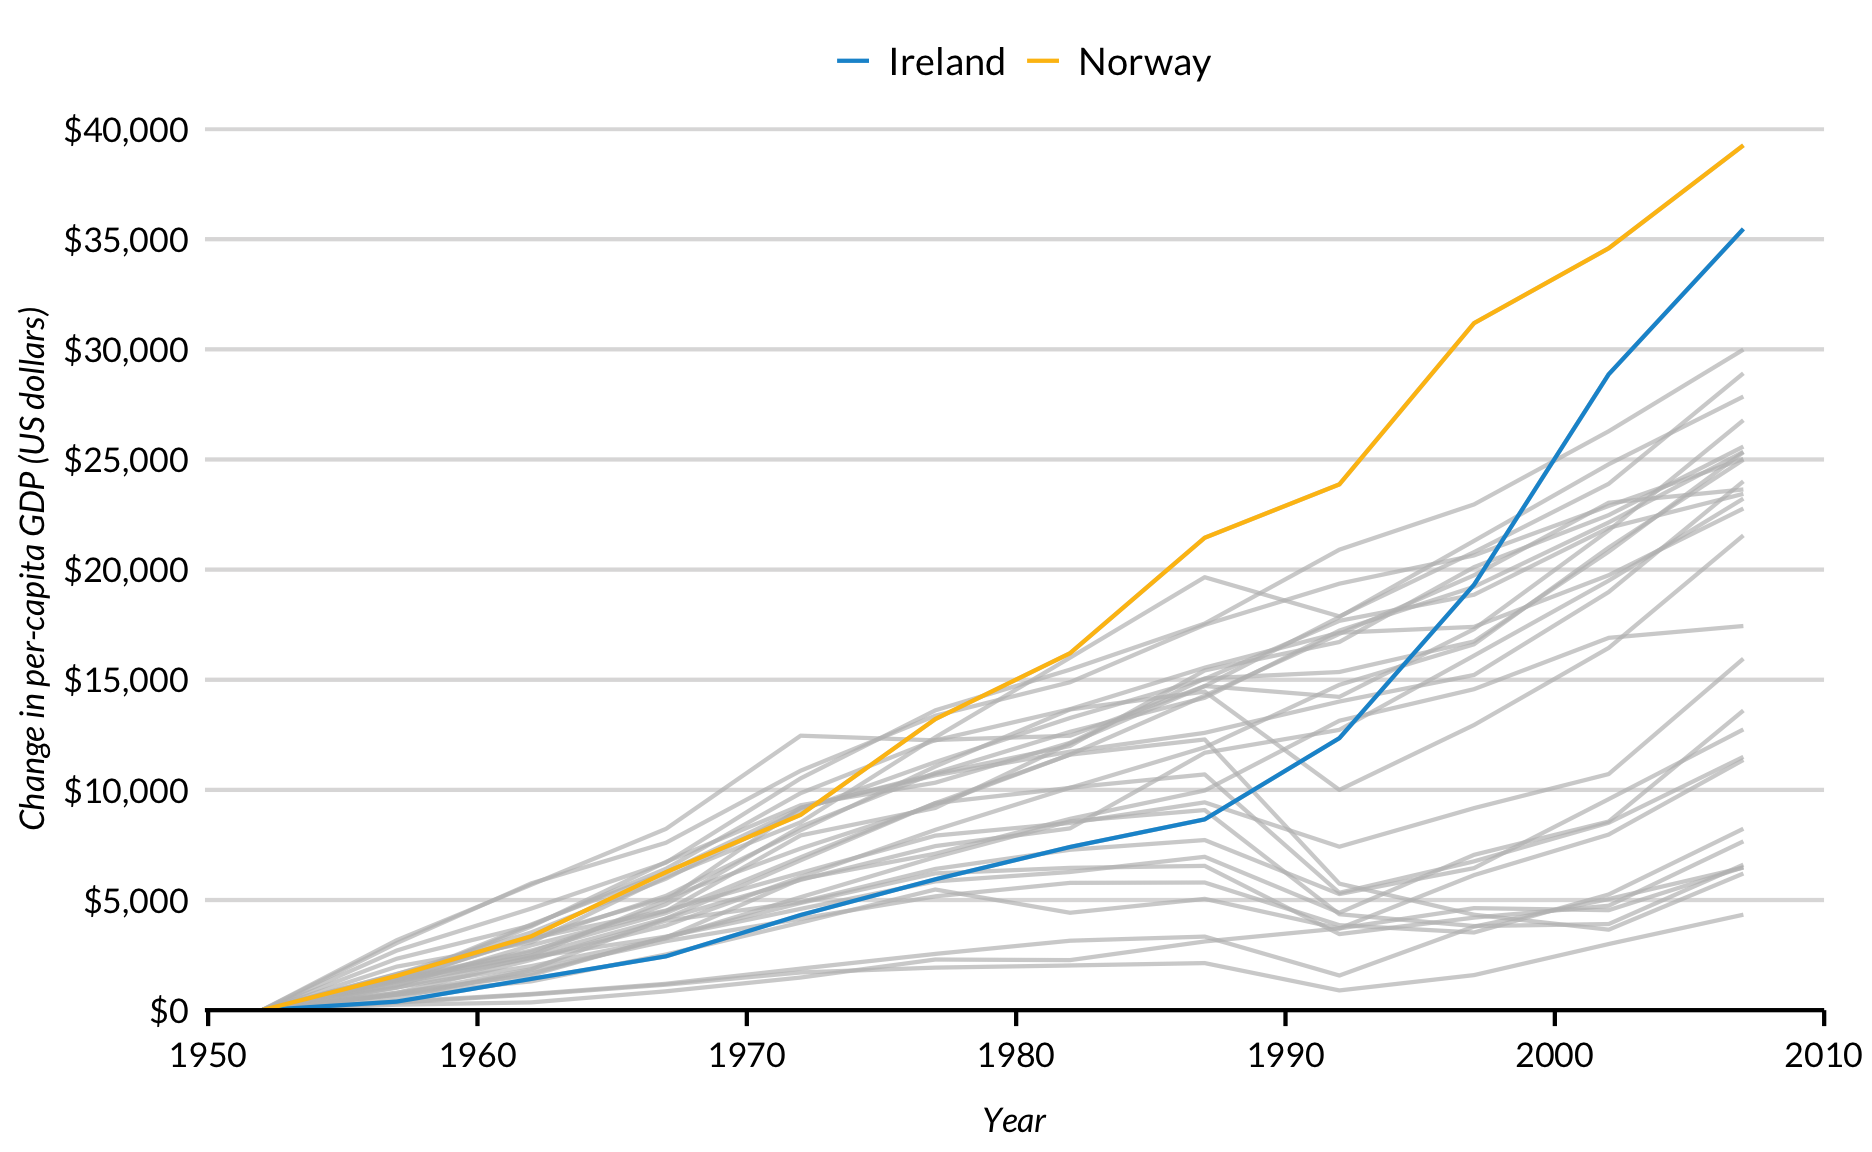 Ireland Norway
$40,000
$35,000
$30,000
$25,000
$20,000
$15,000
$10,000
$5,000
$0
Change in per-capita GDP (US dollars)
1950 1960 1970 1980 1990 2000 2010
Year